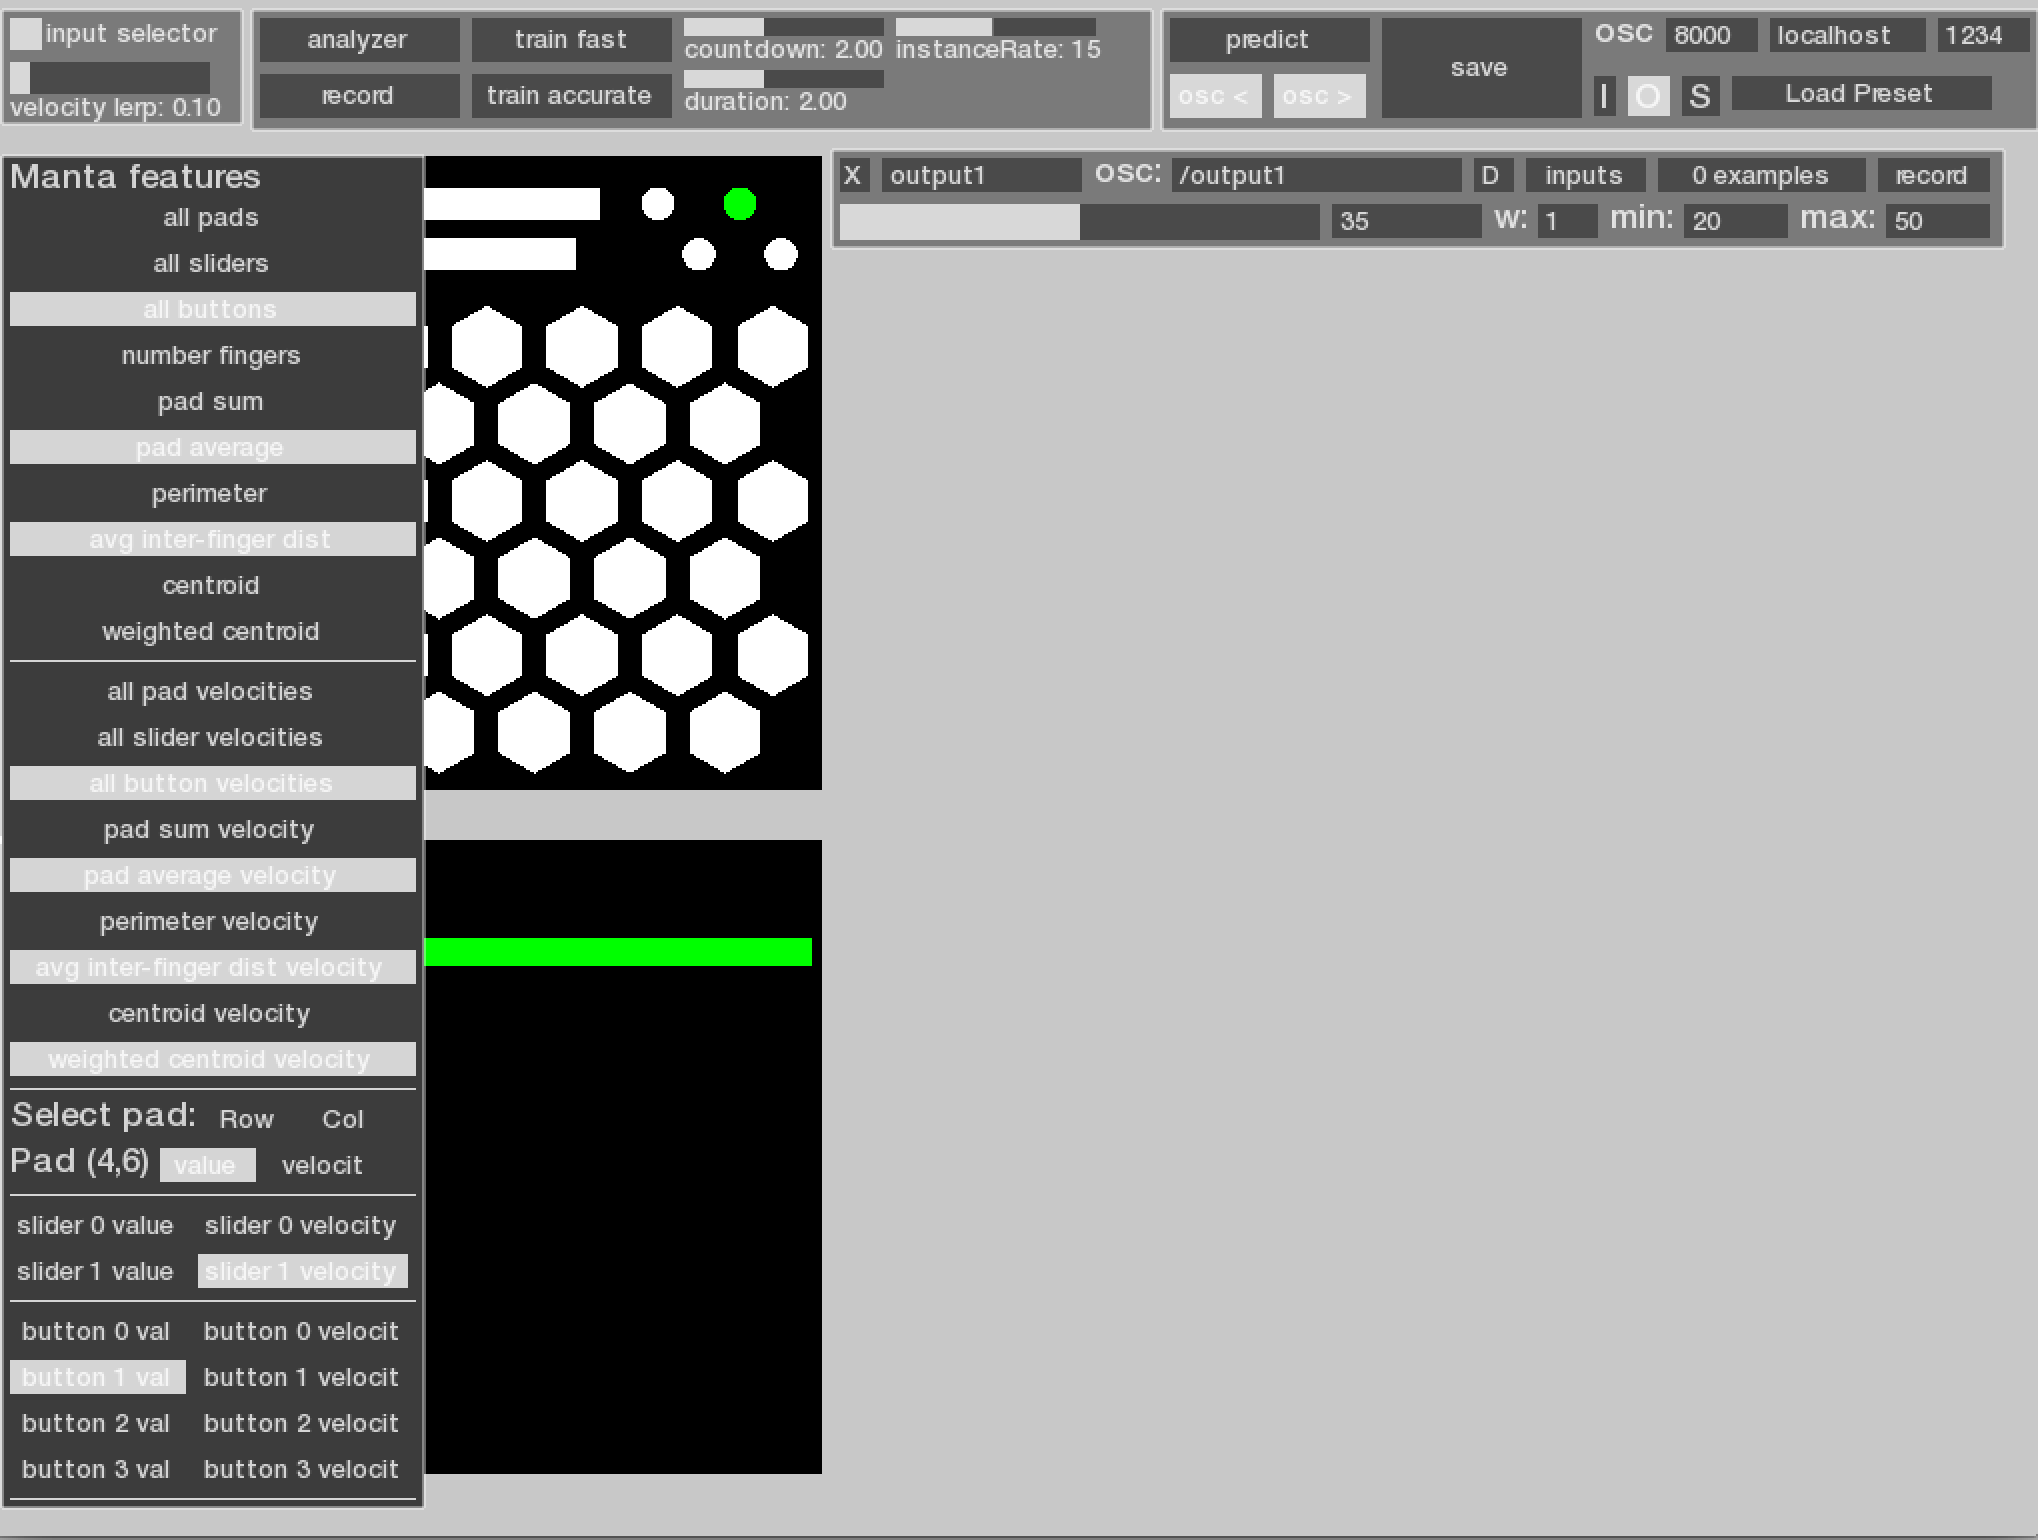 input selector
velocity lerp: 0.10
analyzer train fast countdown: 2.00 instanceRate: 15
record train accurate duration: 2.00
predict save OSC 8000 localhost 1234
osc < osc > I O S Load Preset
Manta features
all pads
all sliders
all buttons
number fingers
pad sum
pad average
perimeter
avg inter-finger dist
centroid
weighted centroid
all pad velocities
all slider velocities
all button velocities
pad sum velocity
pad average velocity
perimeter velocity
avg inter-finger dist velocity
centroid velocity
weighted centroid velocity
Select pad: Row Col
Pad (4,6) value velocit
slider 0 value slider 0 velocity
slider 1 value slider 1 velocity
button 0 val button 0 velocit
button 1 val button 1 velocit
button 2 val button 2 velocit
button 3 val button 3 velocit
X output1 OSC: /output1 D inputs 0 examples record
35 w: 1 min: 20 max: 50